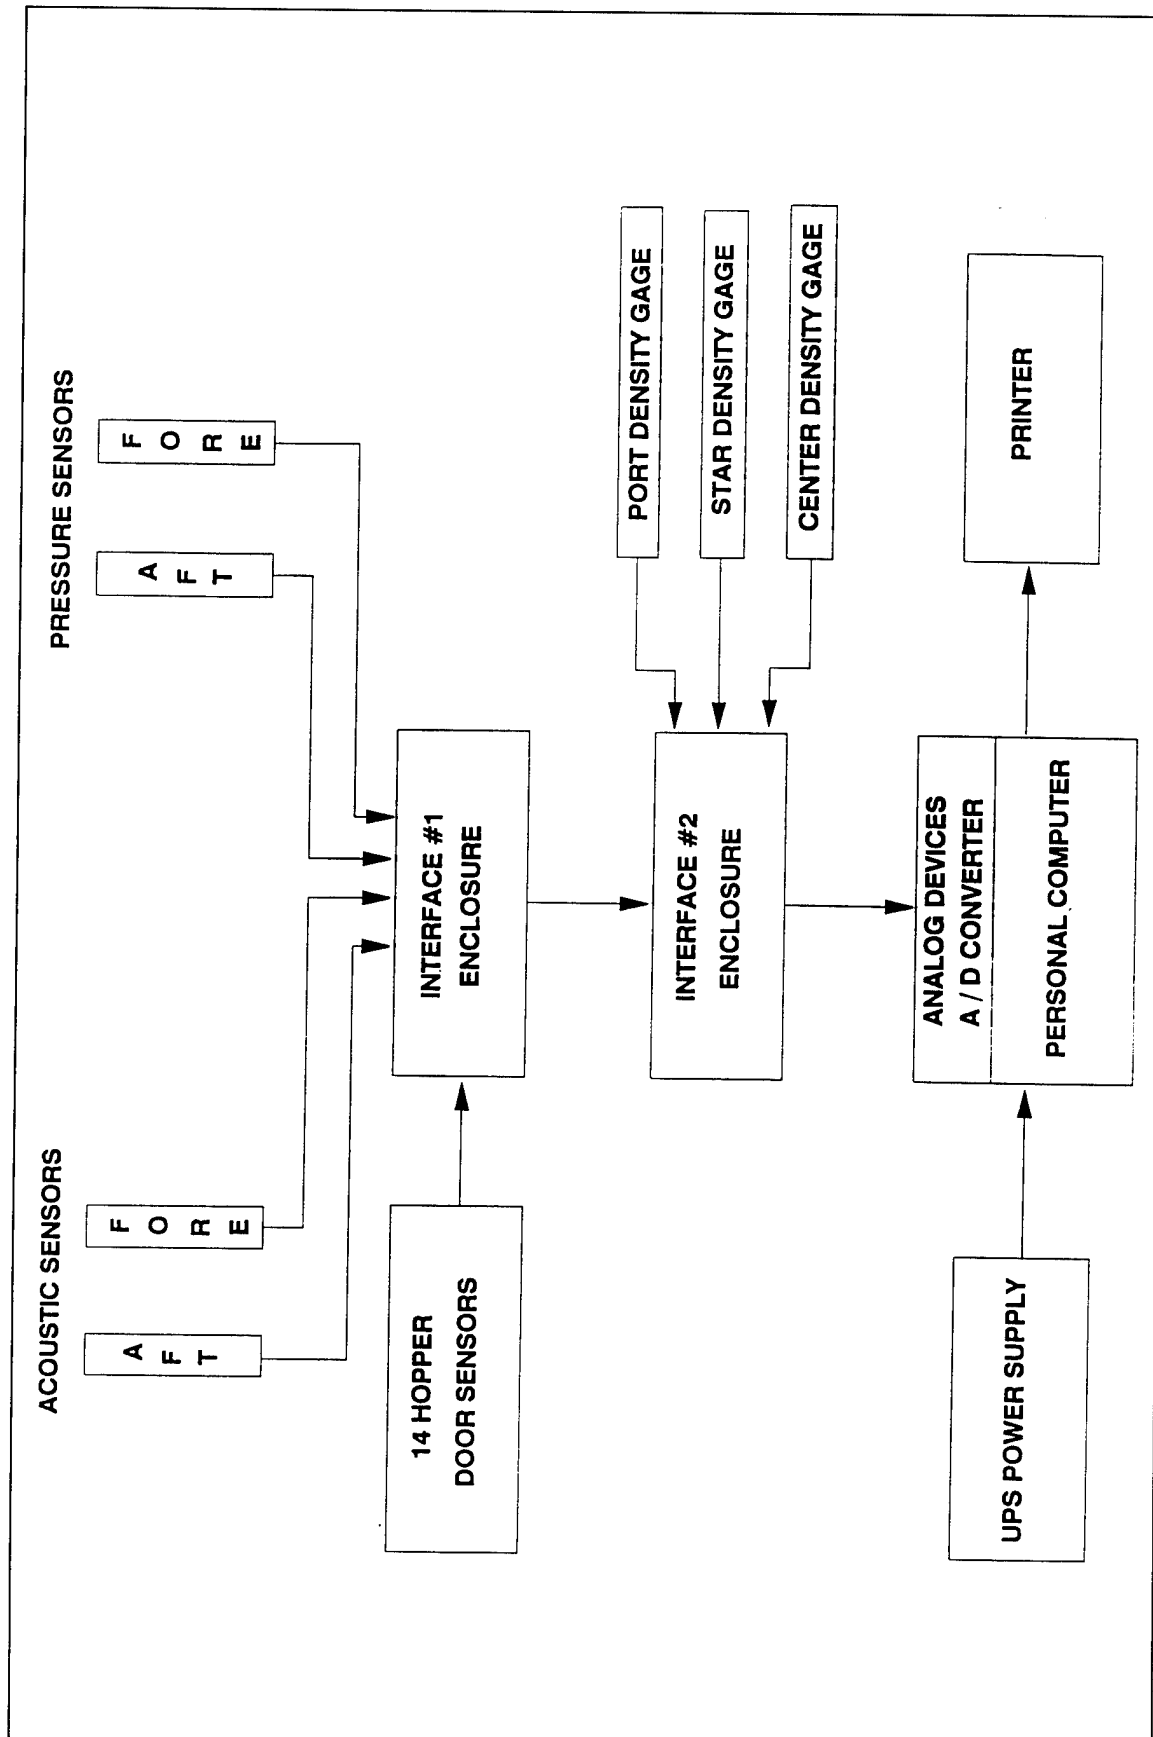 ACOUSTIC SENSORS
PRESSURE SENSORS
A
F
T
F
O
R
E
A
F
T
F
O
R
E
14 HOPPER
DOOR SENSORS
INTERFACE #1
ENCLOSURE
INTERFACE #2
ENCLOSURE
PORT DENSITY GAGE
STAR DENSITY GAGE
CENTER DENSITY GAGE
UPS POWER SUPPLY
ANALOG DEVICES
A / D CONVERTER
PERSONAL COMPUTER
PRINTER